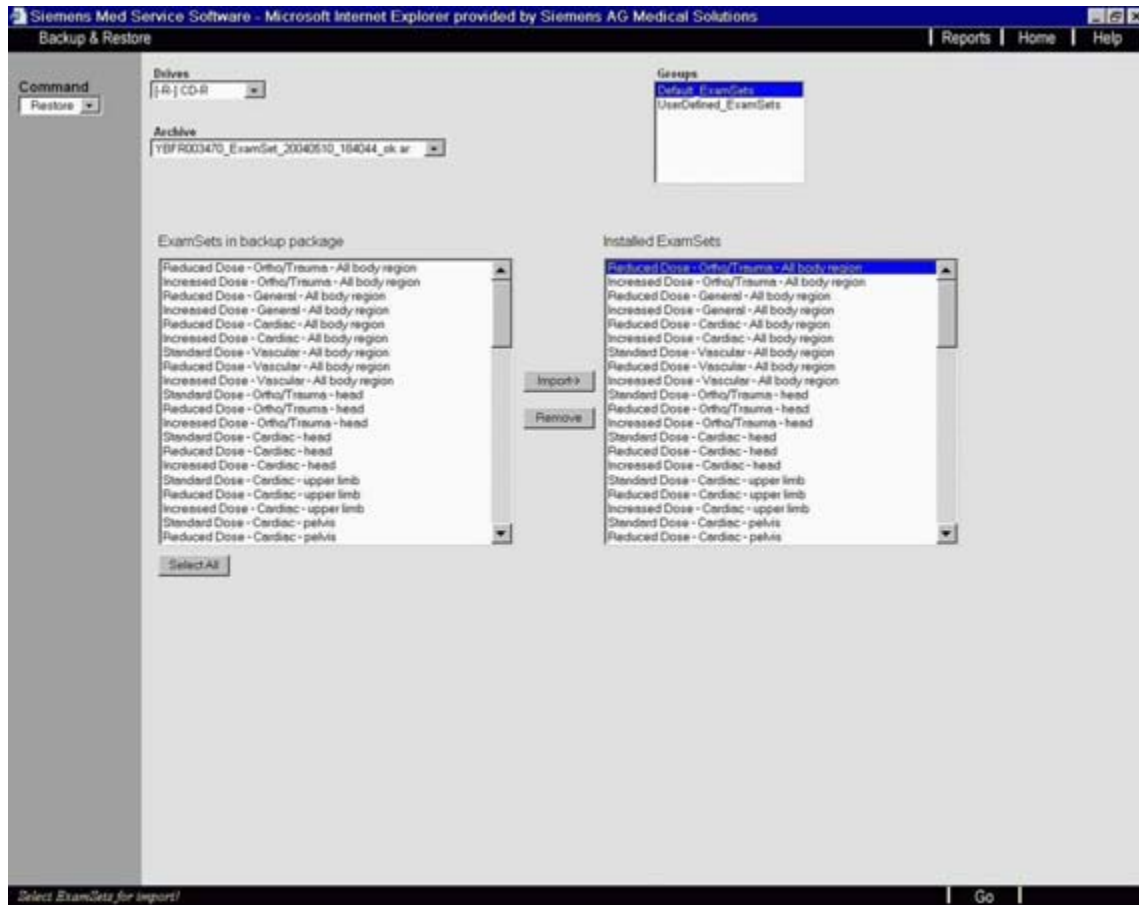 Siemens Med Service Software - Microsoft Internet Explorer provided by Siemens AG Medical Solutions
Backup & Restore
Reports
Home
Help
Command
Restore
Drives
[-R-] CD-R
Archive
YBFR003470_ExamSet_20040510_164044_ok.ar
Groups
Default_ExamSets
UserDefined_ExamSets
ExamSets in backup package
Reduced Dose - Ortho/Trauma - All body region
Increased Dose - Ortho/Trauma - All body region
Reduced Dose - General - All body region
Increased Dose - General - All body region
Reduced Dose - Cardiac - All body region
Increased Dose - Cardiac - All body region
Standard Dose - Vascular - All body region
Reduced Dose - Vascular - All body region
Increased Dose - Vascular - All body region
Standard Dose - Ortho/Trauma - head
Reduced Dose - Ortho/Trauma - head
Increased Dose - Ortho/Trauma - head
Standard Dose - Cardiac - head
Reduced Dose - Cardiac - head
Increased Dose - Cardiac - head
Standard Dose - Cardiac - upper limb
Reduced Dose - Cardiac - upper limb
Increased Dose - Cardiac - upper limb
Standard Dose - Cardiac - pelvis
Reduced Dose - Cardiac - pelvis
Select All
Import->
Remove
Installed ExamSets
Reduced Dose - Ortho/Trauma - All body region
Increased Dose - Ortho/Trauma - All body region
Reduced Dose - General - All body region
Increased Dose - General - All body region
Reduced Dose - Cardiac - All body region
Increased Dose - Cardiac - All body region
Standard Dose - Vascular - All body region
Reduced Dose - Vascular - All body region
Increased Dose - Vascular - All body region
Standard Dose - Ortho/Trauma - head
Reduced Dose - Ortho/Trauma - head
Increased Dose - Ortho/Trauma - head
Standard Dose - Cardiac - head
Reduced Dose - Cardiac - head
Increased Dose - Cardiac - head
Standard Dose - Cardiac - upper limb
Reduced Dose - Cardiac - upper limb
Increased Dose - Cardiac - upper limb
Standard Dose - Cardiac - pelvis
Reduced Dose - Cardiac - pelvis
Select ExamSets for import!
Go